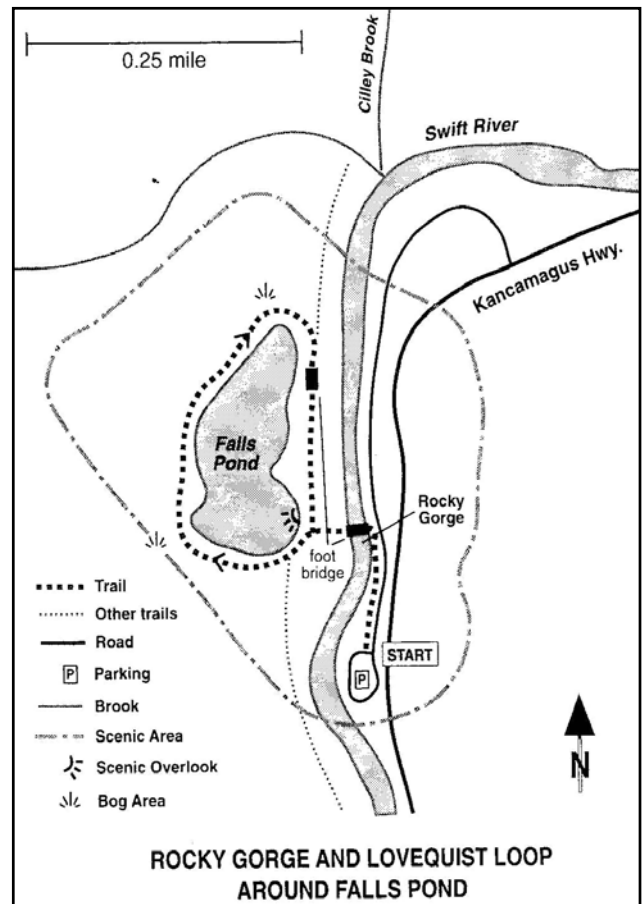 0.25 mile
Cilley Brook
Swift River
Kancamagus Hwy.
Falls
Pond
Rocky
Gorge
foot
bridge
START
P
Trail
Other trails
Road
P Parking
Brook
Scenic Area
Scenic Overlook
Bog Area
N
ROCKY GORGE AND LOVEQUIST LOOP
AROUND FALLS POND